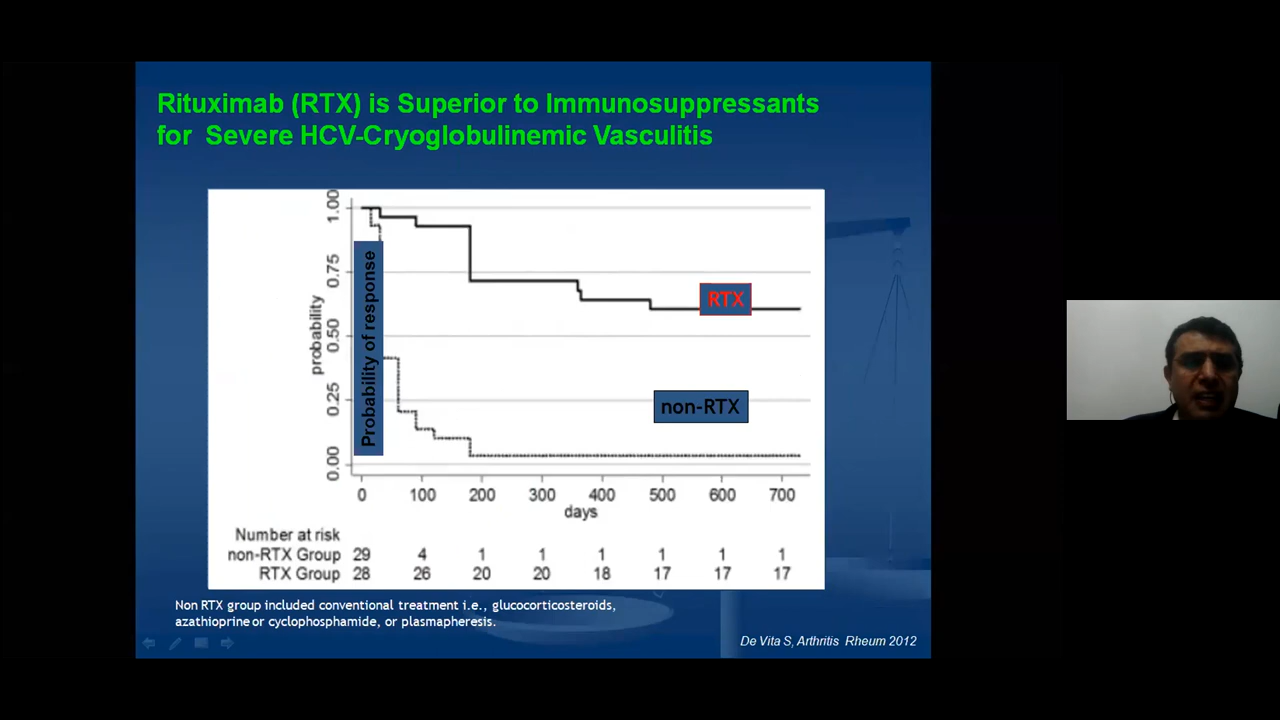 Rituximab (RTX) is Superior to Immunosuppressants
for Severe HCV-Cryoglobulinemic Vasculitis
probability
Probability of response
1.00
0.75
0.50
0.25
0.00
RTX
non-RTX
0 100 200 300 400 500 600 700
days
Number at risk
non-RTX Group 29 4 1 1 1 1 1 1
RTX Group 28 26 20 20 18 17 17 17
Non RTX group included conventional treatment i.e., glucocorticosteroids,
azathioprine or cyclophosphamide, or plasmapheresis.
De Vita S, Arthritis Rheum 2012